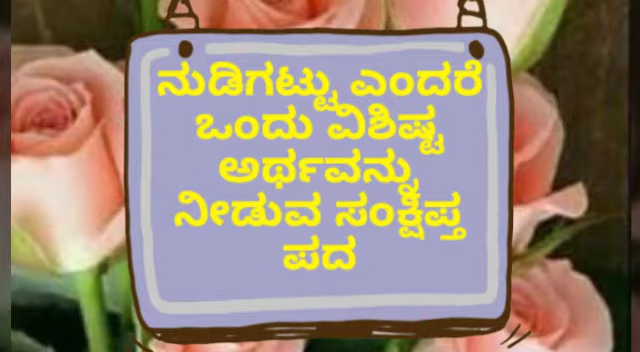 ನುಡಿಗಟ್ಟು ಎಂದರೆ
ಒಂದು ವಿಶಿಷ್ಟ
ಅರ್ಥವನ್ನು
ನೀಡುವ ಸಂಕ್ಷಿಪ್ತ
ಪದ